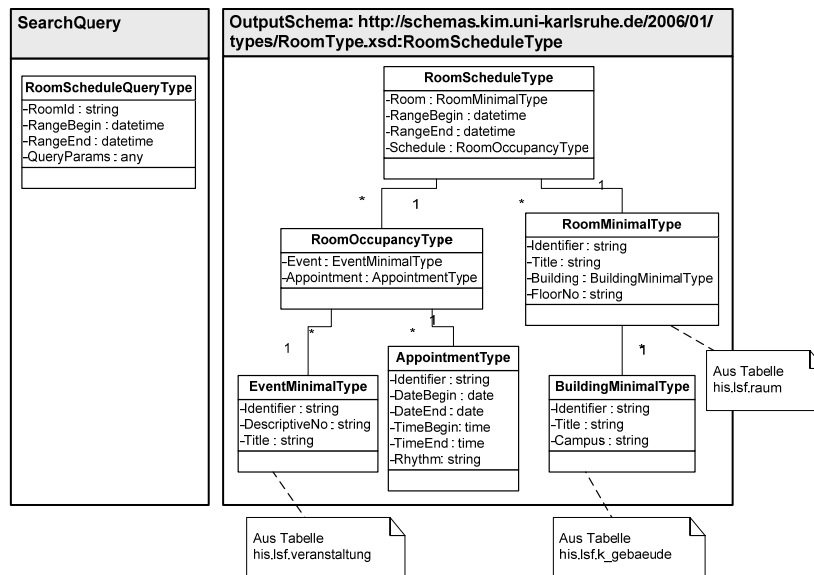 SearchQuery
RoomScheduleQueryType
-RoomId : string
-RangeBegin : datetime
-RangeEnd : datetime
-QueryParams : any
OutputSchema: http://schemas.kim.uni-karlsruhe.de/2006/01/
types/RoomType.xsd:RoomScheduleType
RoomScheduleType
-Room : RoomMinimalType
-RangeBegin : datetime
-RangeEnd : datetime
-Schedule : RoomOccupancyType
*
1
*
1
RoomOccupancyType
-Event : EventMinimalType
-Appointment : AppointmentType
RoomMinimalType
-Identifier : string
-Title : string
-Building : BuildingMinimalType
-FloorNo : string
1
*
*
1
*
1
EventMinimalType
-Identifier : string
-DescriptiveNo : string
-Title : string
AppointmentType
-Identifier : string
-DateBegin : date
-DateEnd : date
-TimeBegin : time
-TimeEnd : time
-Rhythm : string
BuildingMinimalType
-Identifier : string
-Title : string
-Campus : string
Aus Tabelle
his.lsf.raum
Aus Tabelle
his.lsf.veranstaltung
Aus Tabelle
his.lsf.k_gebaeude